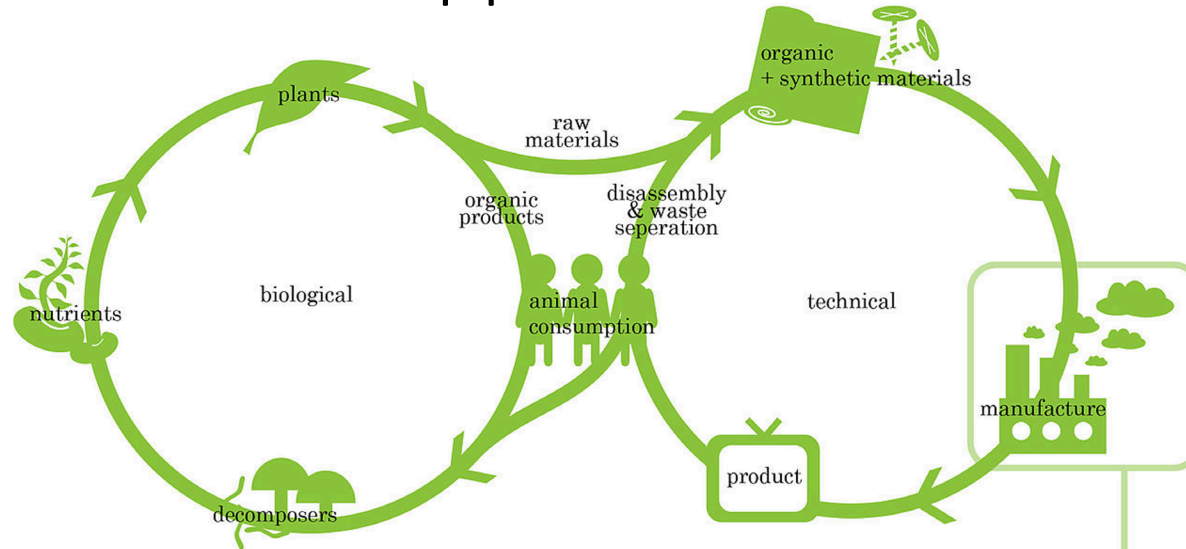 plants
raw
materials
organic
+ synthetic materials
organic
products
disassembly
& waste
seperation
nutrients
biological
animal
consumption
technical
manufacture
decomposers
product